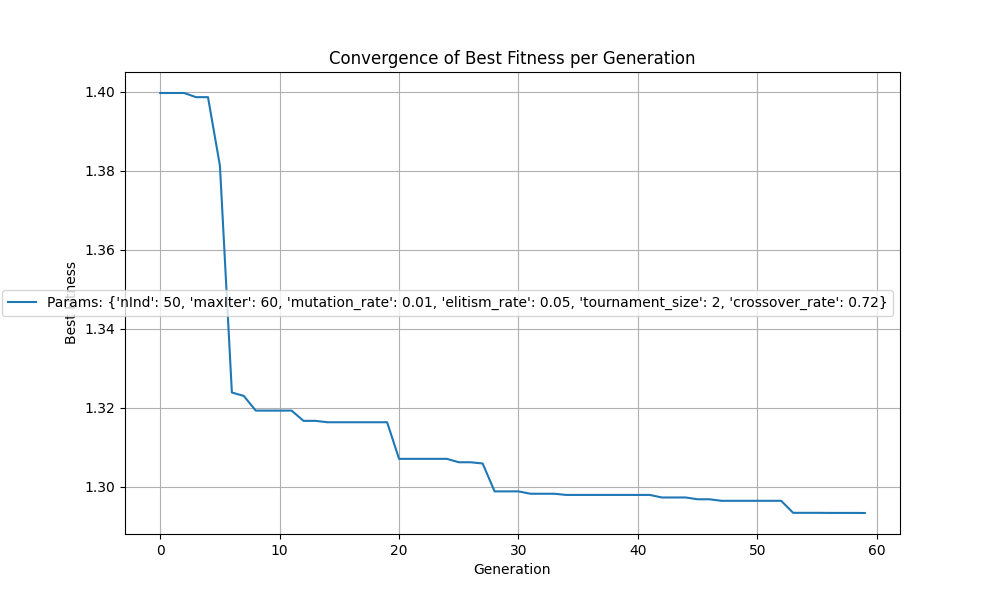 Convergence of Best Fitness per Generation
1.40
1.38
1.36
Best Fitness
Params: {'nInd': 50, 'maxIter': 60, 'mutation_rate': 0.01, 'elitism_rate': 0.05, 'tournament_size': 2, 'crossover_rate': 0.72}
1.34
1.32
1.30
0 10 20 30 40 50 60
Generation